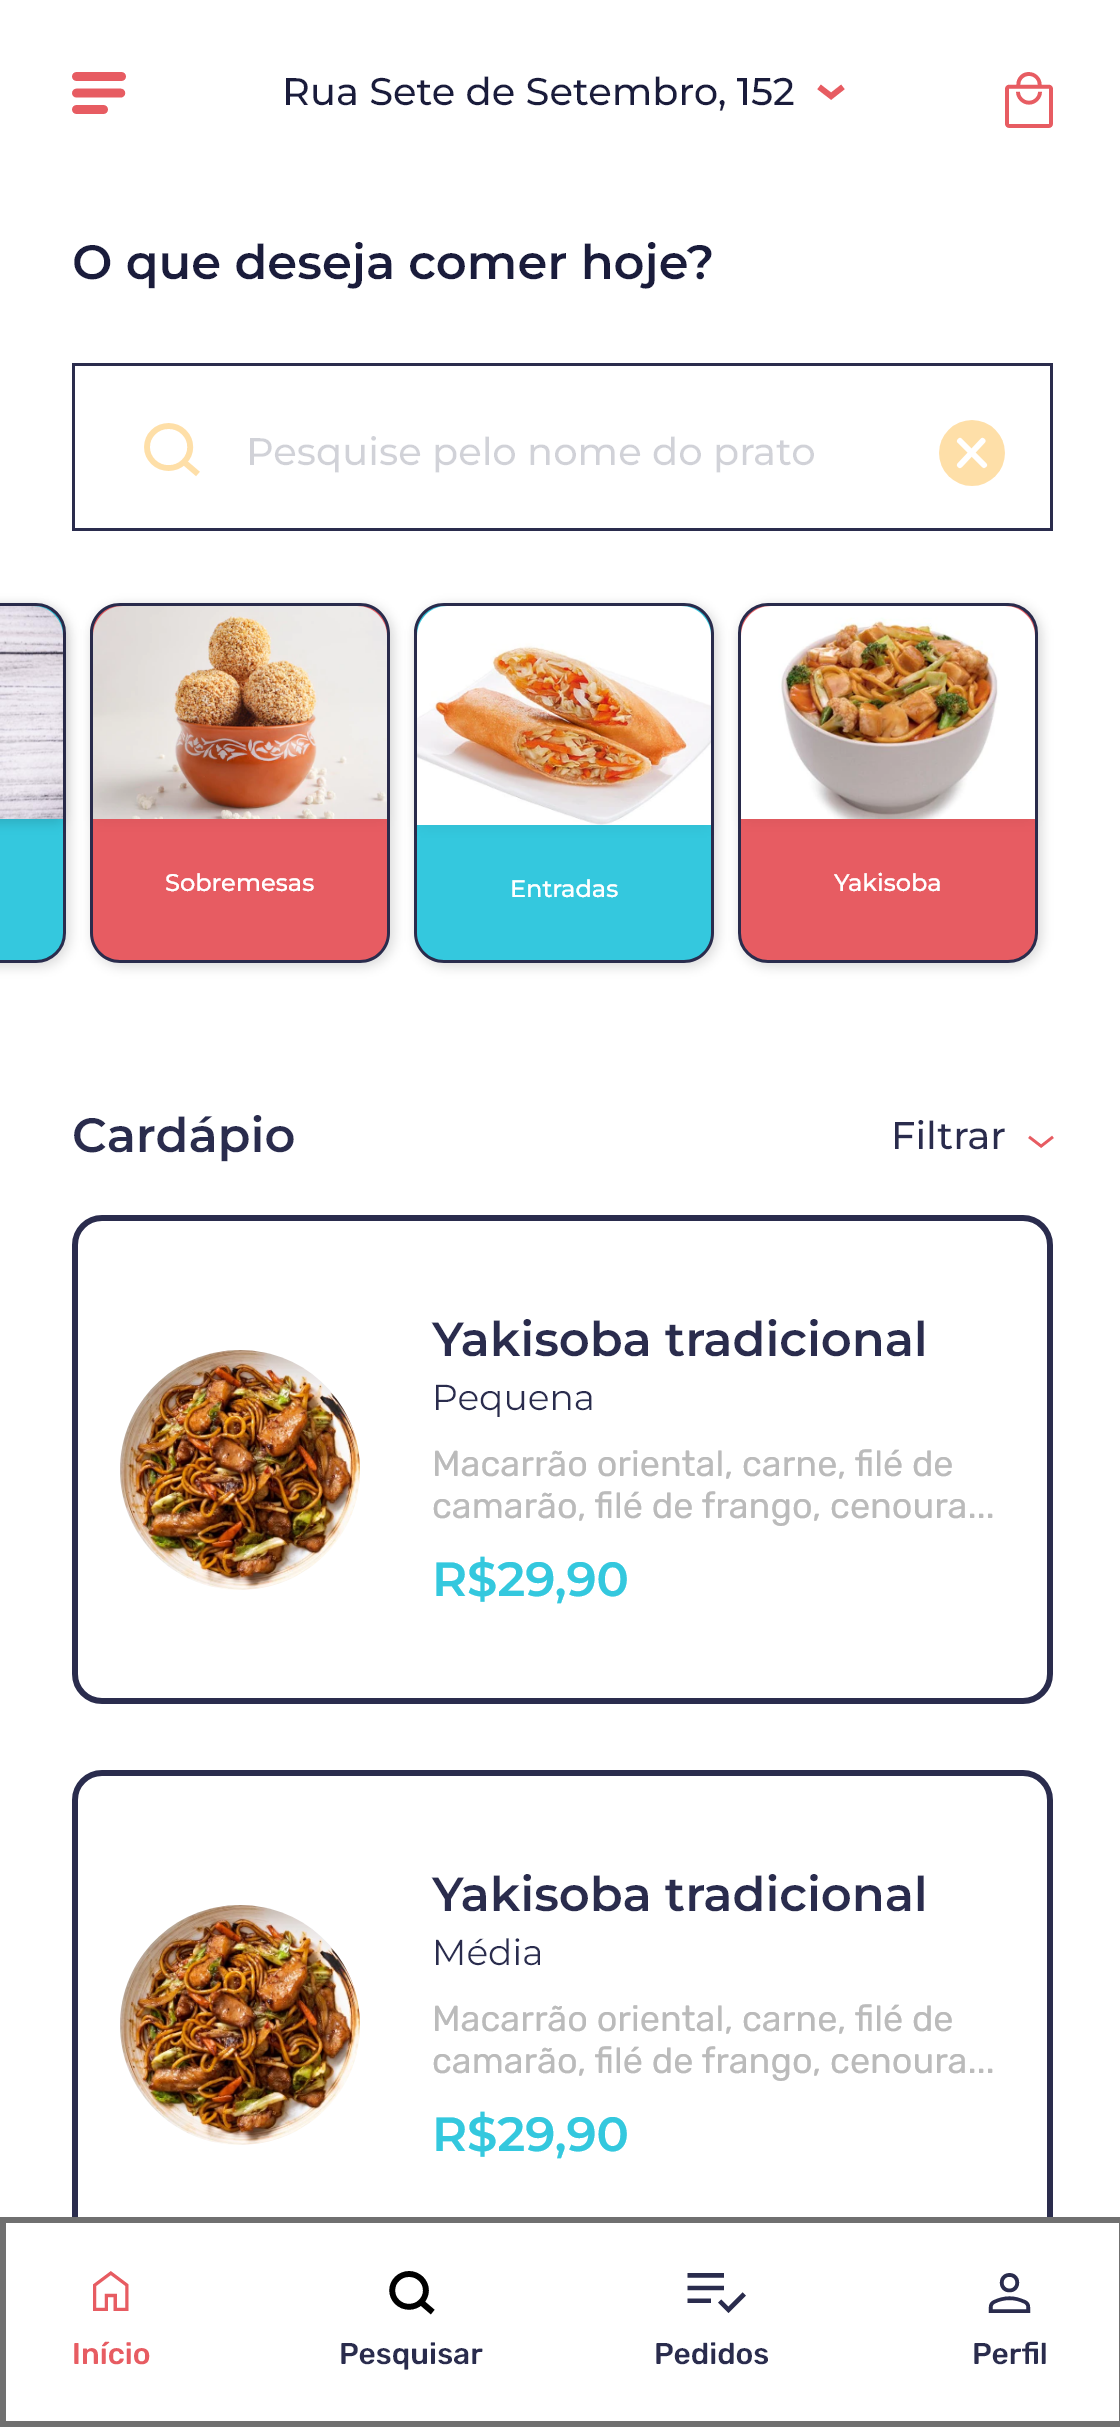 Rua Sete de Setembro, 152
O que deseja comer hoje?
Pesquise pelo nome do prato
Sobremesas
Entradas
Yakisoba
Cardápio
Filtrar
Yakisoba tradicional
Pequena
Macarrão oriental, carne, filé de
camarão, filé de frango, cenoura...
R$29,90
Yakisoba tradicional
Média
Macarrão oriental, carne, filé de
camarão, filé de frango, cenoura...
R$29,90
Início
Pesquisar
Pedidos
Perfil